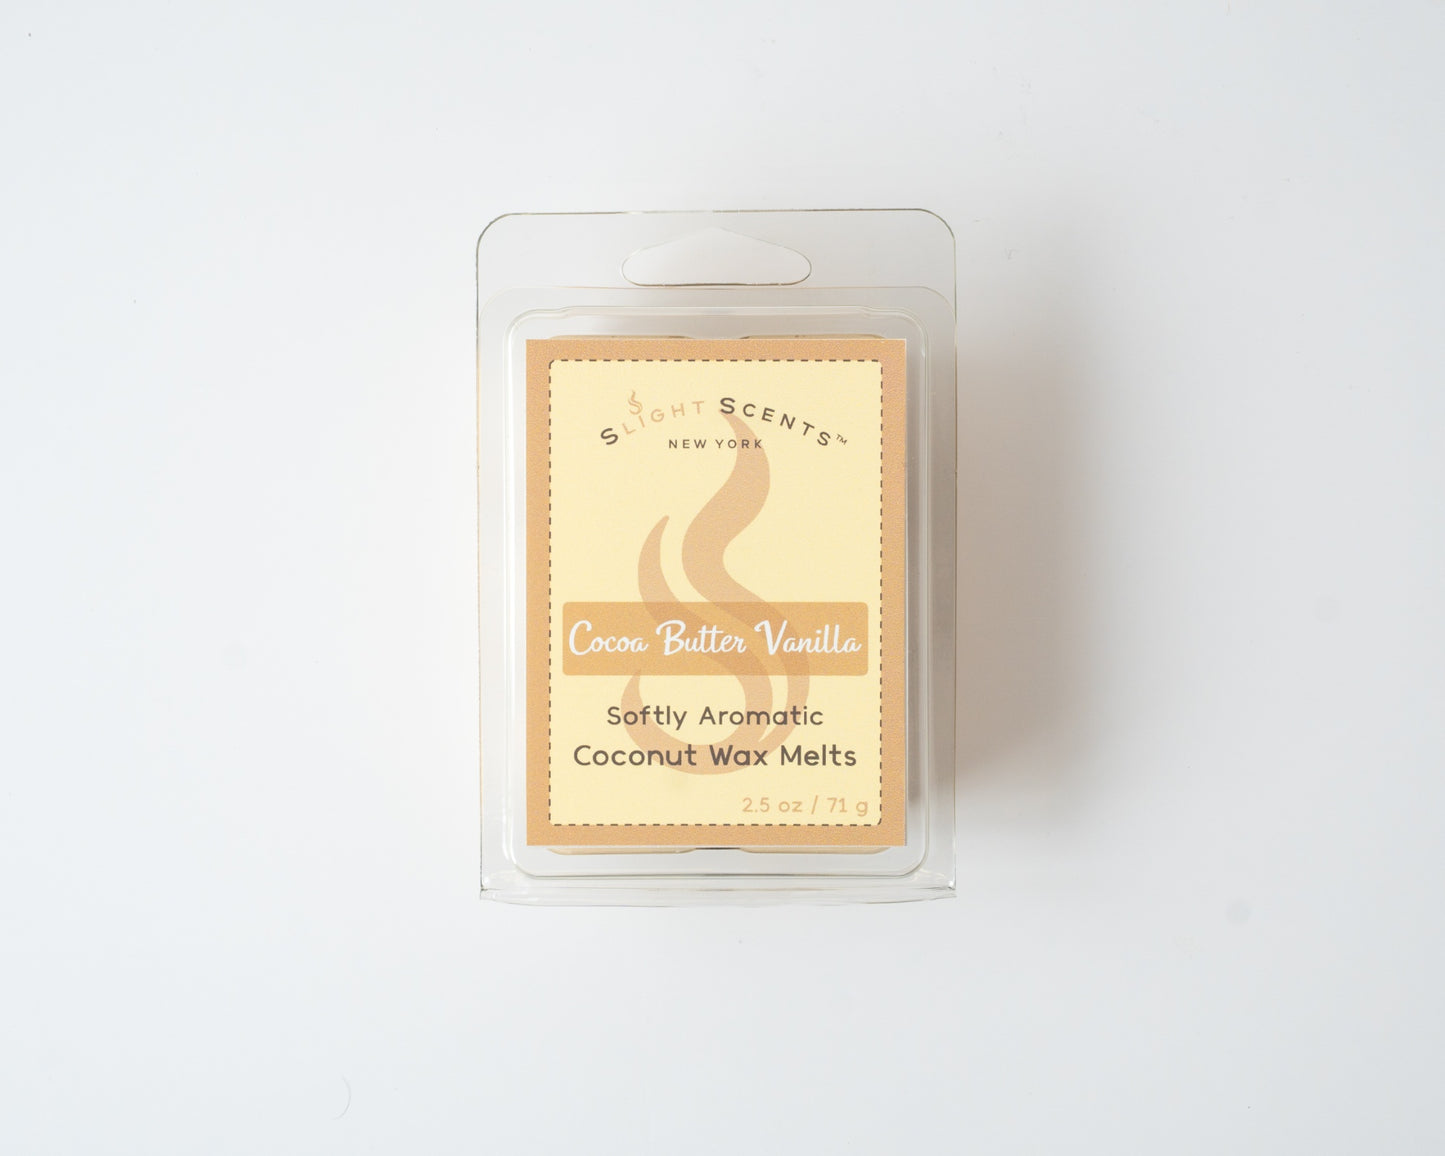 SLIGHT SCENTS™
NEW YORK
Cocoa Butter Vanilla
Softly Aromatic
Coconut Wax Melts
2.5 oz / 71 g